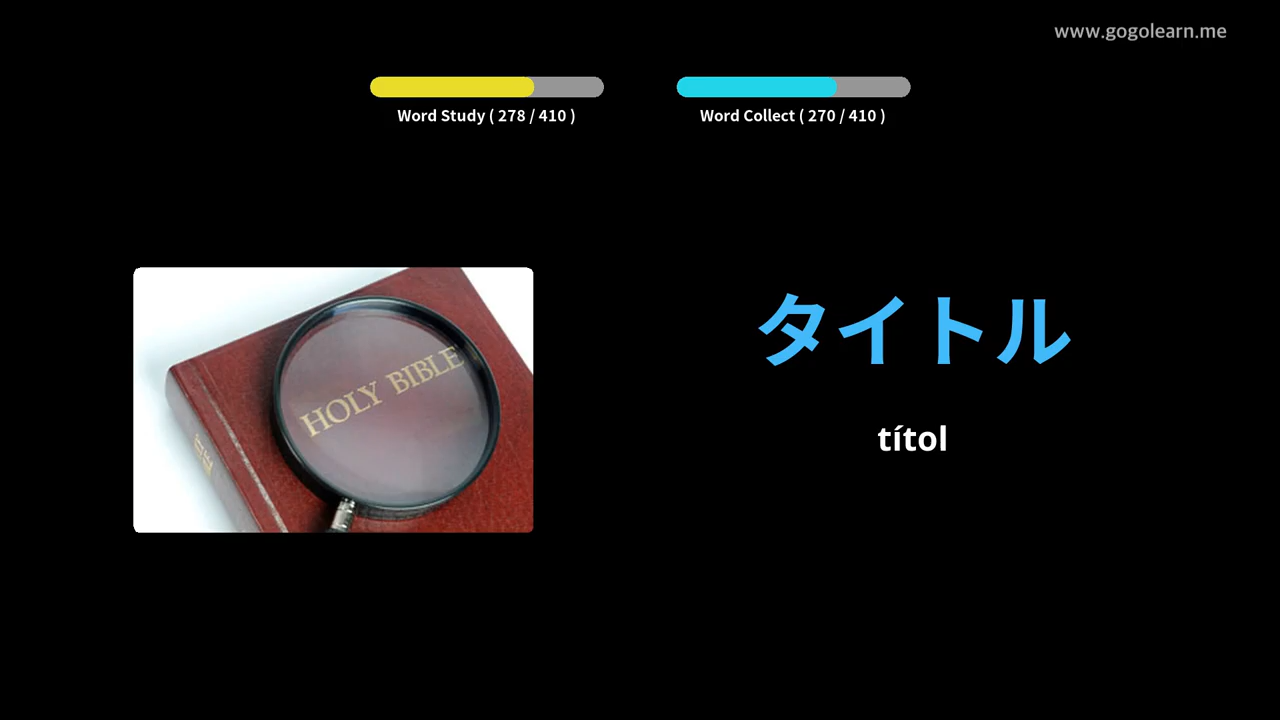 www.gogolearn.me
Word Study ( 278 / 410 )
Word Collect ( 270 / 410 )
HOLY BIBLE
タイトル
títol